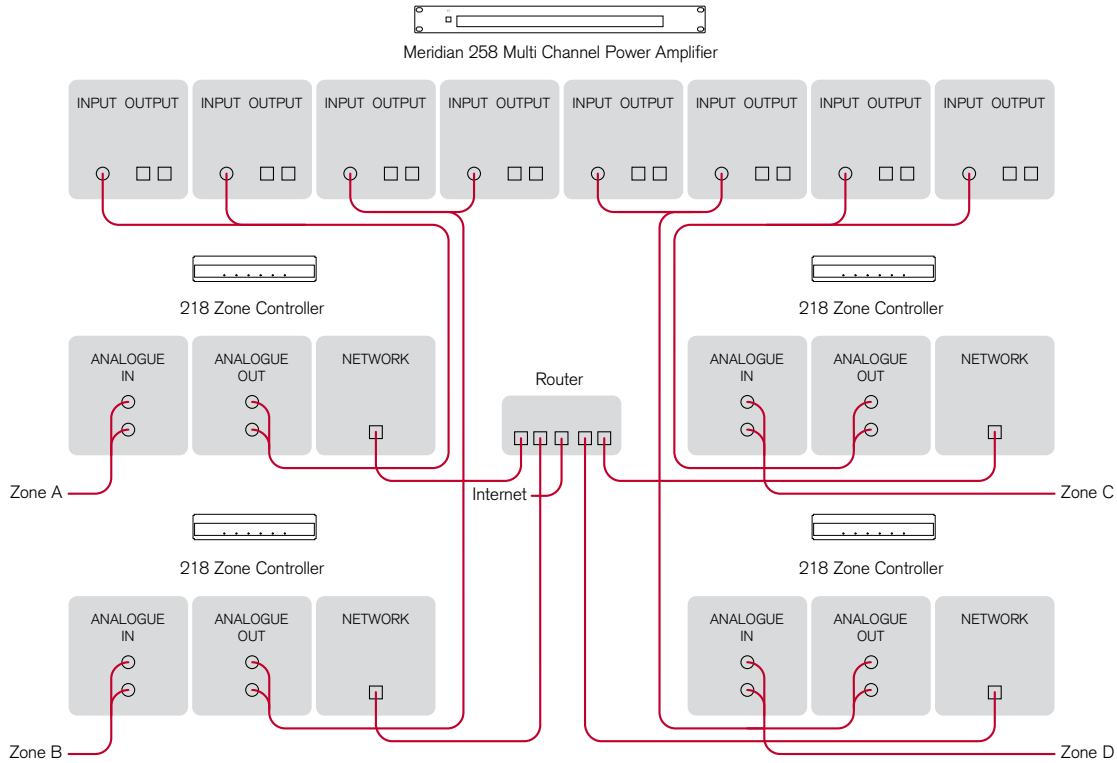 Meridian 258 Multi Channel Power Amplifier
INPUT OUTPUT INPUT OUTPUT INPUT OUTPUT INPUT OUTPUT INPUT OUTPUT INPUT OUTPUT INPUT OUTPUT INPUT OUTPUT
218 Zone Controller
218 Zone Controller
ANALOGUE IN
ANALOGUE OUT
NETWORK
Router
ANALOGUE IN
ANALOGUE OUT
NETWORK
Zone A
Internet
Zone C
218 Zone Controller
218 Zone Controller
ANALOGUE IN
ANALOGUE OUT
NETWORK
ANALOGUE IN
ANALOGUE OUT
NETWORK
Zone B
Zone D